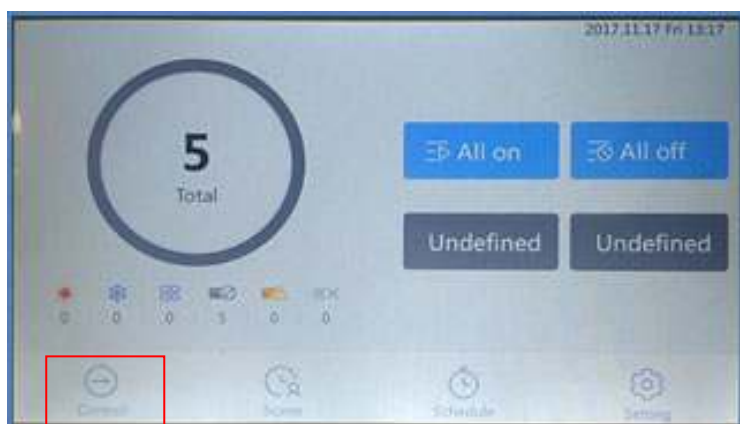 2017.11.17 Fri 13:17
5
Total
All on
All off
Undefined
Undefined
0 0 0 5 0 0
Control
Scene
Schedule
Setting